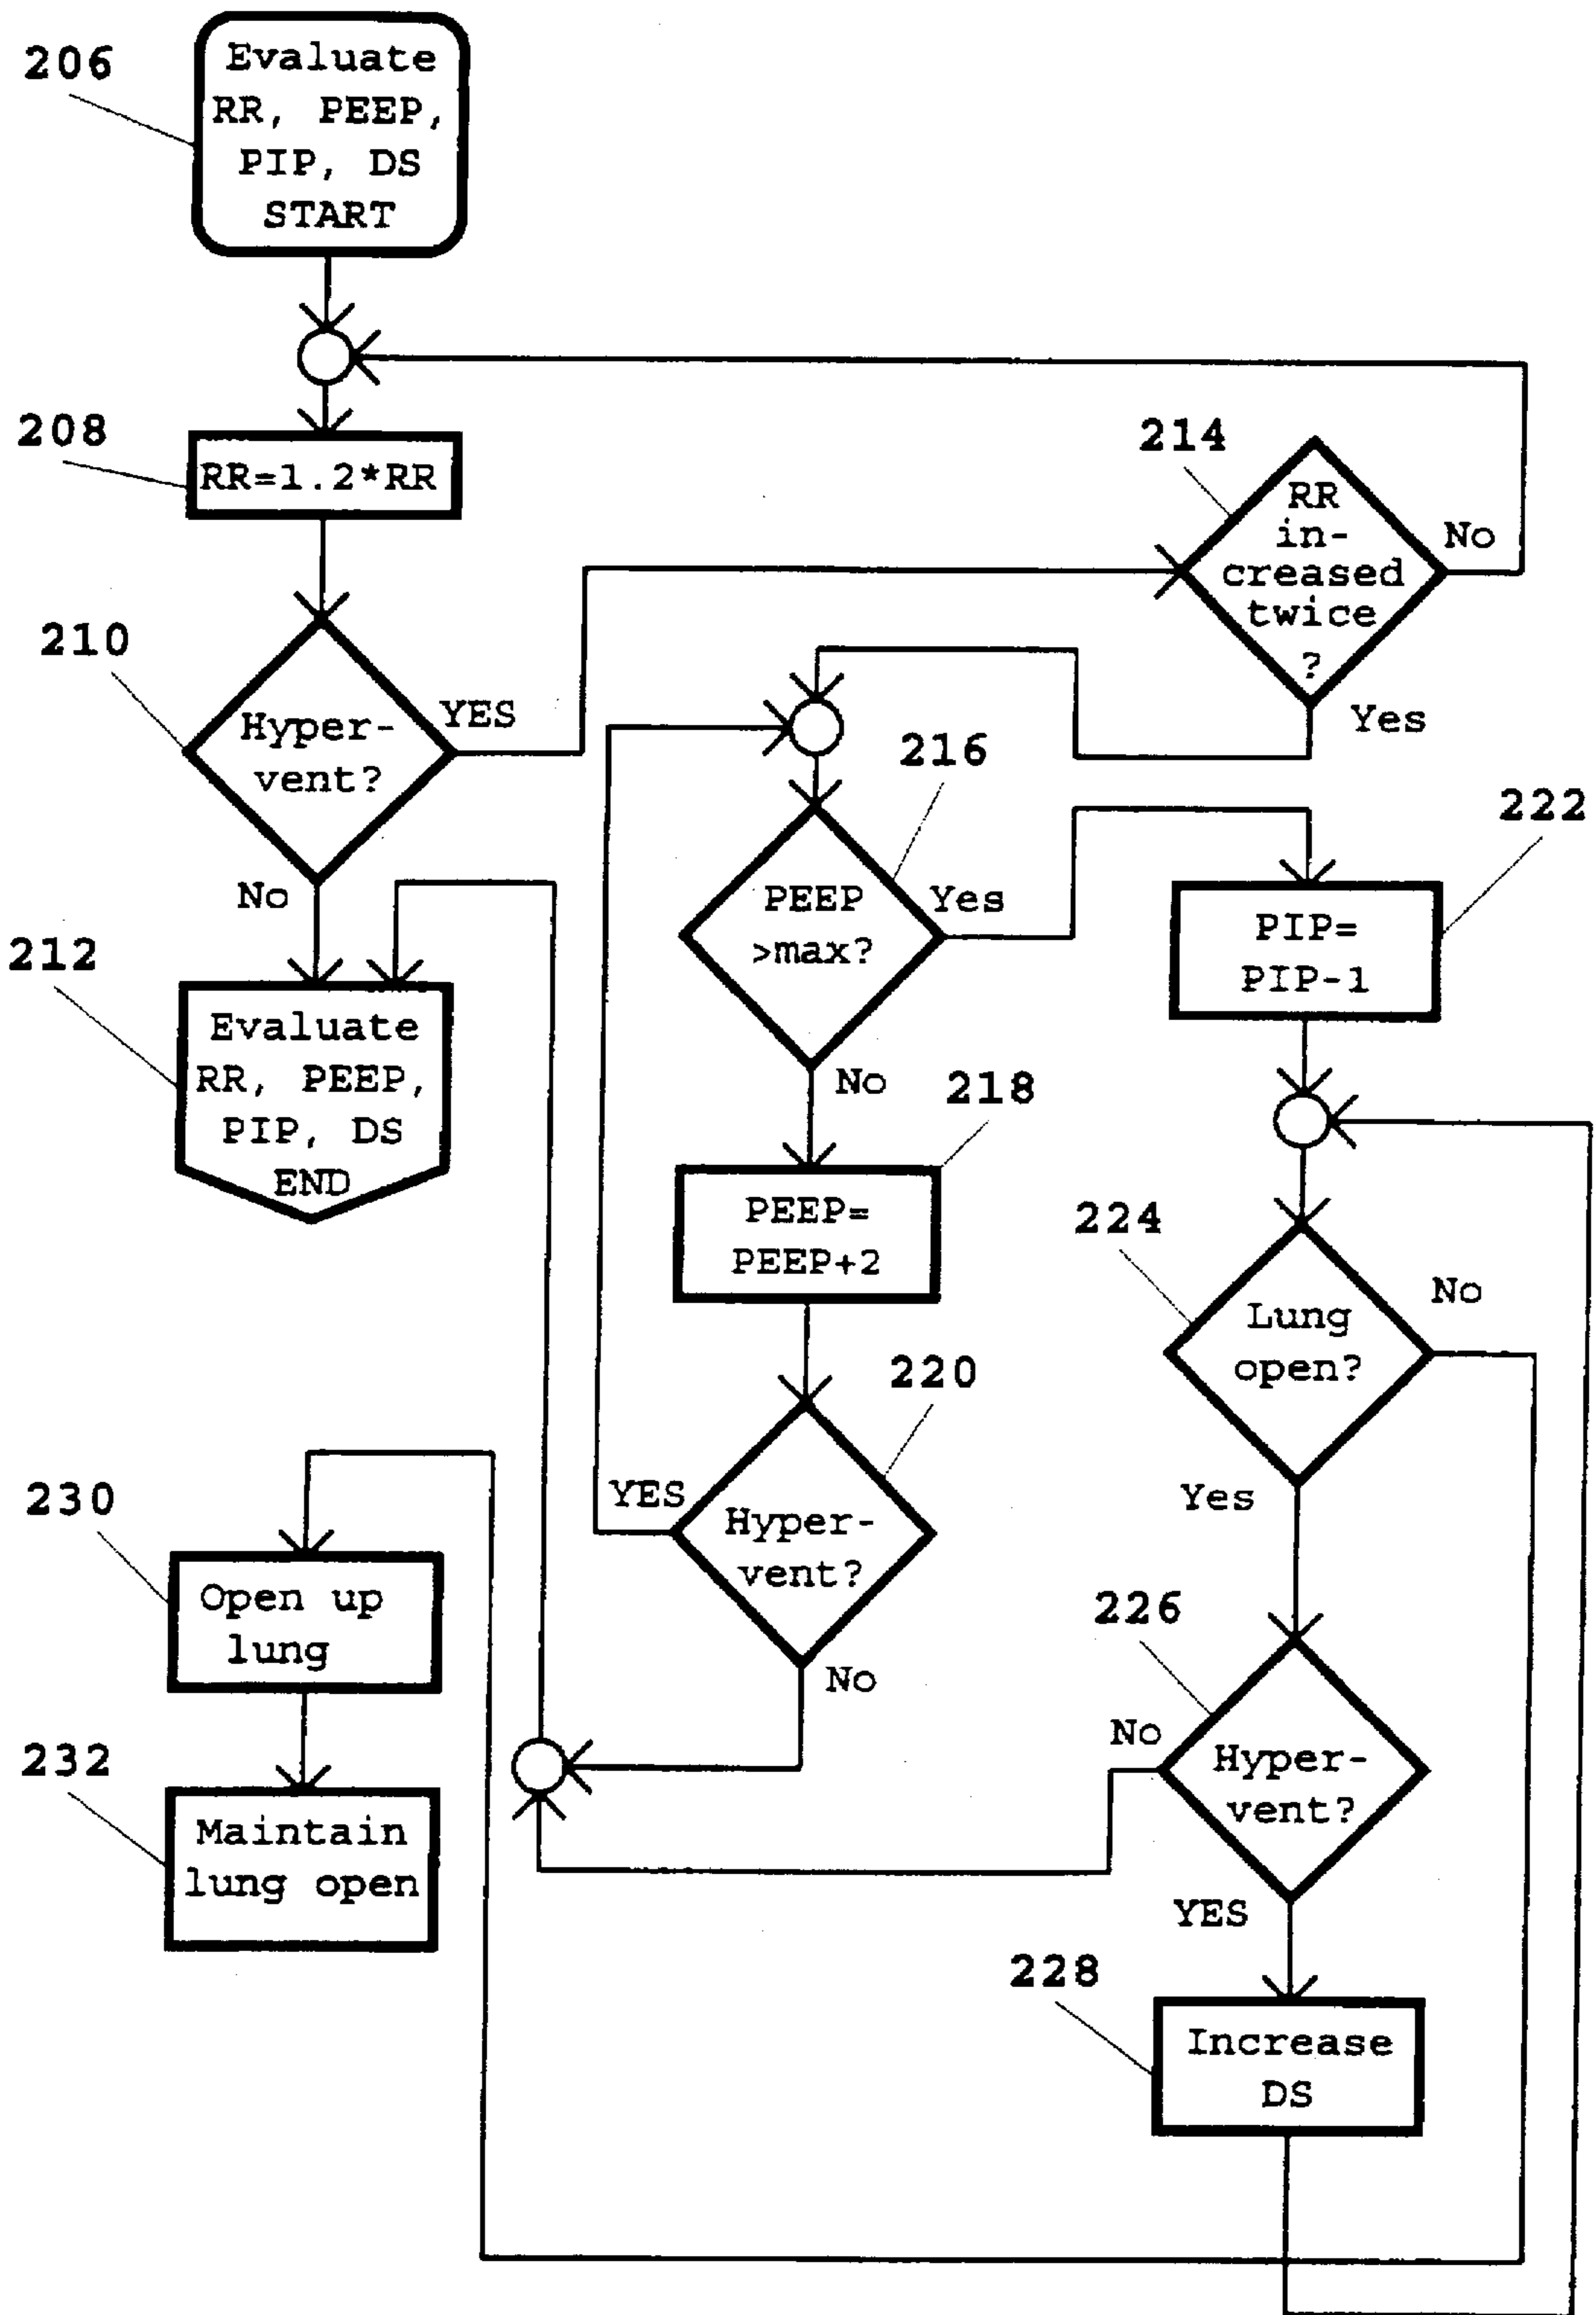 206
Evaluate
RR, PEEP,
PIP, DS
START
208
RR=1.2*RR
214
RR
in-
creased
twice
?
No
Yes
210
Hyper-
vent?
YES
No
216
PEEP
>max?
Yes
No
222
PIP=
PIP-1
212
Evaluate
RR, PEEP,
PIP, DS
END
218
PEEP=
PEEP+2
224
Lung
open?
No
Yes
220
Hyper-
vent?
YES
No
230
Open up
lung
226
Hyper-
vent?
No
YES
232
Maintain
lung open
228
Increase
DS